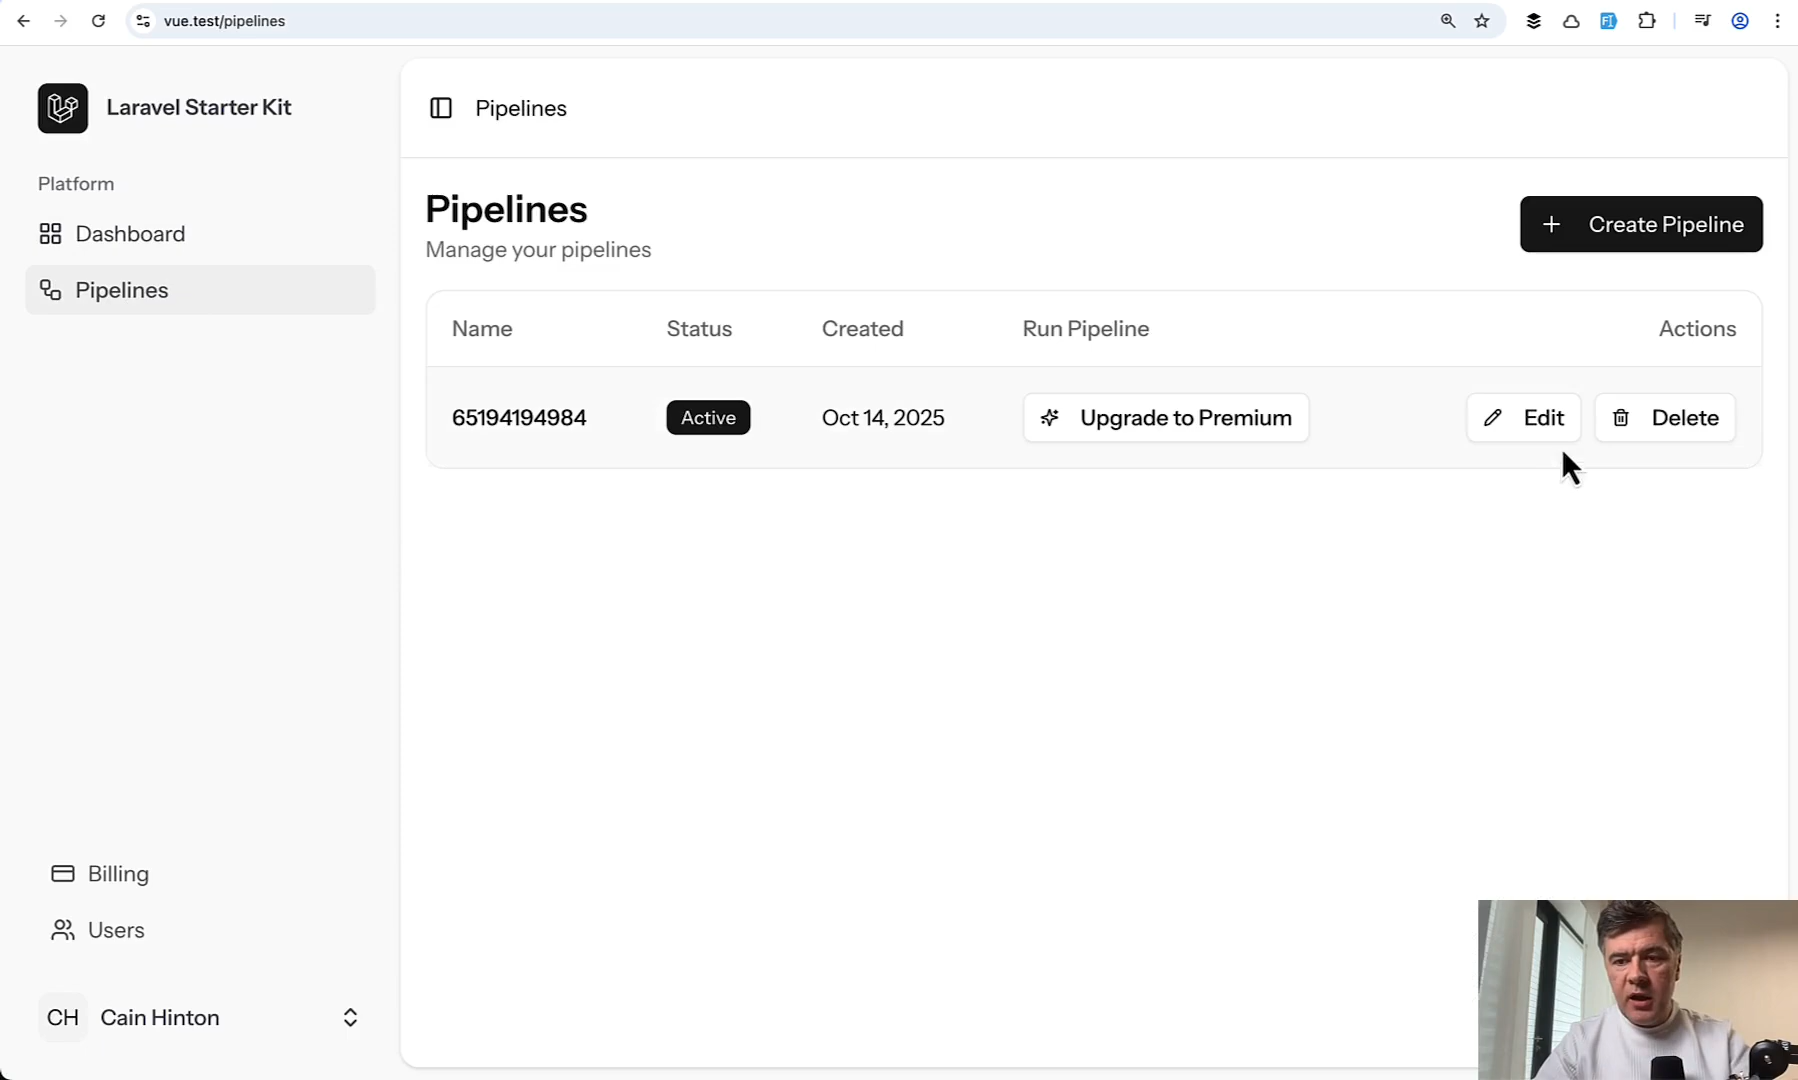 vue.test/pipelines
Laravel Starter Kit
Platform
Dashboard
Pipelines
Pipelines
Pipelines
Manage your pipelines
Create Pipeline
Name Status Created Run Pipeline Actions
65194194984 Active Oct 14, 2025 Upgrade to Premium Edit Delete
Billing
Users
CH Cain Hinton